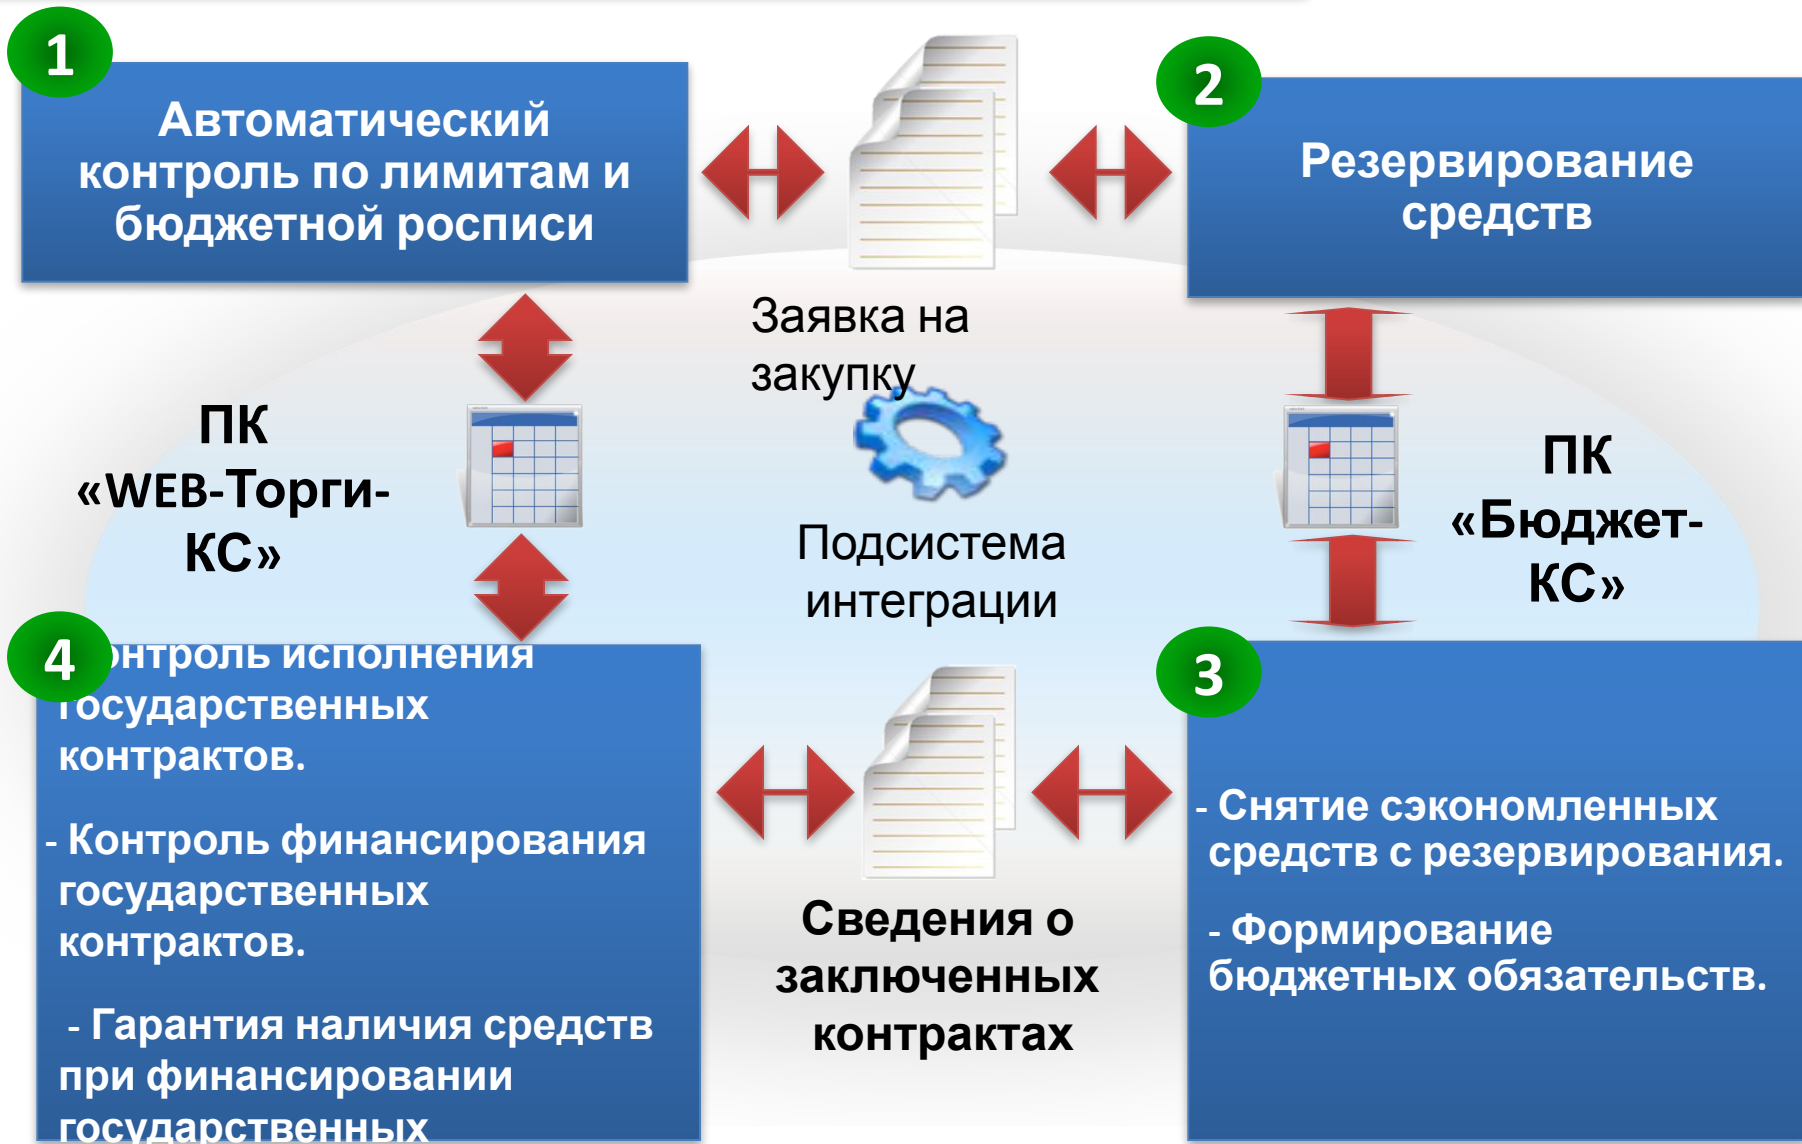 1
Автоматический
контроль по лимитам и
бюджетной росписи
2
Резервирование
средств
Заявка на
закупку
ПК
«WEB-Торги-
КС»
Подсистема
интеграции
ПК
«Бюджет-
КС»
4
онтроль исполнения
государственных
контрактов.
- Контроль финансирования
государственных
контрактов.
- Гарантия наличия средств
при финансировании
государственных
Сведения о
заключенных
контрактах
3
- Снятие сэкономленных
средств с резервирования.
- Формирование
бюджетных обязательств.